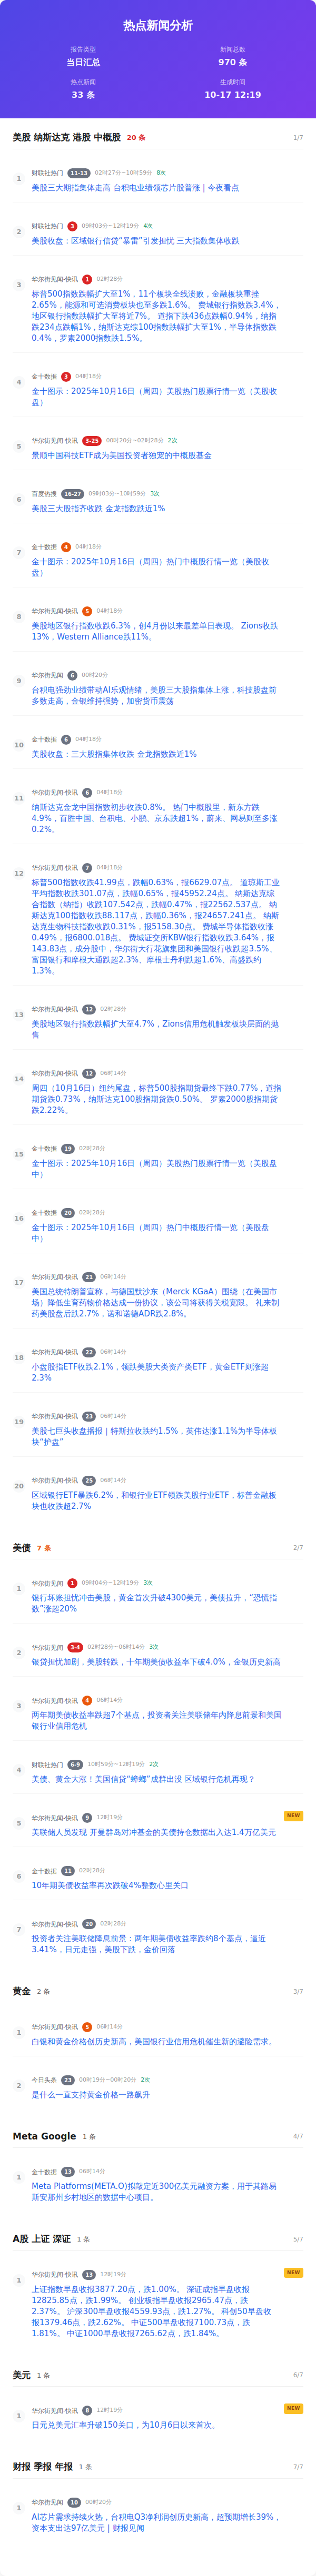 热点新闻分析
报告类型
新闻总数
当日汇总
970 条
热点新闻
生成时间
33 条
10-17 12:19
美股 纳斯达克 港股 中概股 20 条 1/7
1
财联社热门 11-13 02时27分~10时59分 8次
美股三大期指集体走高 台积电业绩领芯片股普涨 | 今夜看点
2
财联社热门 3 09时03分~12时19分 4次
美股收盘：区域银行信贷“暴雷”引发担忧 三大指数集体收跌
3
华尔街见闻-快讯 1 02时28分
标普500指数跌幅扩大至1%，11个板块全线溃败，金融板块重挫
2.65%，能源和可选消费板块也至多跌1.6%。 费城银行指数跌3.4%，
地区银行指数跌幅扩大至将近7%。 道指下跌436点跌幅0.94%，纳指
跌234点跌幅1%，纳斯达克综100指数跌幅扩大至1%，半导体指数跌
0.4%，罗素2000指数跌1.5%。
4
金十数据 3 04时18分
金十图示：2025年10月16日（周四）美股热门股票行情一览（美股收
盘）
5
华尔街见闻-快讯 3-25 00时20分~02时28分 2次
景顺中国科技ETF成为美国投资者独宠的中概股基金
6
百度热搜 16-27 09时03分~10时59分 3次
美股三大股指齐收跌 金龙指数跌近1%
7
金十数据 4 04时18分
金十图示：2025年10月16日（周四）热门中概股行情一览（美股收
盘）
8
华尔街见闻-快讯 5 04时18分
美股地区银行指数收跌6.3%，创4月份以来最差单日表现。 Zions收跌
13%，Western Alliance跌11%。
9
华尔街见闻 6 00时20分
台积电强劲业绩带动AI乐观情绪，美股三大股指集体上涨，科技股盘前
多数走高，金银维持强势，加密货币震荡
10
金十数据 6 04时18分
美股收盘：三大股指集体收跌 金龙指数跌近1%
11
华尔街见闻-快讯 6 04时18分
纳斯达克金龙中国指数初步收跌0.8%。 热门中概股里，新东方跌
4.9%，百胜中国、台积电、小鹏、京东跌超1%，蔚来、网易则至多涨
0.2%。
12
华尔街见闻-快讯 7 04时18分
标普500指数收跌41.99点，跌幅0.63%，报6629.07点。 道琼斯工业
平均指数收跌301.07点，跌幅0.65%，报45952.24点。 纳斯达克综
合指数（纳指）收跌107.542点，跌幅0.47%，报22562.537点。 纳
斯达克100指数收跌88.117点，跌幅0.36%，报24657.241点。 纳斯
达克生物科技指数收跌0.31%，报5158.30点。 费城半导体指数收涨
0.49%，报6800.018点。 费城证交所KBW银行指数收跌3.64%，报
143.83点，成分股中，华尔街大行花旗集团和美国银行收跌超3.5%、
富国银行和摩根大通跌超2.3%、摩根士丹利跌超1.6%、高盛跌约
1.3%。
13
华尔街见闻-快讯 12 02时28分
美股地区银行指数跌幅扩大至4.7%，Zions信用危机触发板块层面的抛
售
14
华尔街见闻-快讯 12 06时14分
周四（10月16日）纽约尾盘，标普500股指期货最终下跌0.77%，道指
期货跌0.73%，纳斯达克100股指期货跌0.50%。 罗素2000股指期货
跌2.22%。
15
金十数据 19 02时28分
金十图示：2025年10月16日（周四）美股热门股票行情一览（美股盘
中）
16
金十数据 20 02时28分
金十图示：2025年10月16日（周四）热门中概股行情一览（美股盘
中）
17
华尔街见闻-快讯 21 06时14分
美国总统特朗普宣称，与德国默沙东（Merck KGaA）围绕（在美国市
场）降低生育药物价格达成一份协议，该公司将获得关税宽限。 礼来制
药美股盘后跌2.7%，诺和诺德ADR跌2.8%。
18
华尔街见闻-快讯 22 06时14分
小盘股指ETF收跌2.1%，领跌美股大类资产类ETF，黄金ETF则涨超
2.3%
19
华尔街见闻-快讯 23 06时14分
美股七巨头收盘播报｜特斯拉收跌约1.5%，英伟达涨1.1%为半导体板
块“护盘”
20
华尔街见闻-快讯 25 06时14分
区域银行ETF暴跌6.2%，和银行业ETF领跌美股行业ETF，标普金融板
块也收跌超2.7%
美债 7 条 2/7
1
华尔街见闻 1 09时04分~12时19分 3次
银行坏账担忧冲击美股，黄金首次升破4300美元，美债拉升，“恐慌指
数”涨超20%
2
华尔街见闻 3-4 02时28分~06时14分 3次
银贷担忧加剧，美股转跌，十年期美债收益率下破4.0%，金银历史新高
3
华尔街见闻-快讯 4 06时14分
两年期美债收益率跌超7个基点，投资者关注美联储年内降息前景和美国
银行业信用危机
4
财联社热门 6-9 10时59分~12时19分 2次
美债、黄金大涨！美国信贷“蟑螂”成群出没 区域银行危机再现？
5
华尔街见闻-快讯 9 12时19分 NEW
美联储人员发现 开曼群岛对冲基金的美债持仓数据出入达1.4万亿美元
6
金十数据 11 02时28分
10年期美债收益率再次跌破4%整数心里关口
7
华尔街见闻-快讯 20 02时28分
投资者关注美联储降息前景：两年期美债收益率跌约8个基点，逼近
3.41%，日元走强，美股下跌，金价回落
黄金 2 条 3/7
1
华尔街见闻-快讯 5 06时14分
白银和黄金价格创历史新高，美国银行业信用危机催生新的避险需求。
2
今日头条 23 00时19分~00时20分 2次
是什么一直支持黄金价格一路飙升
Meta Google 1 条 4/7
1
金十数据 13 06时14分
Meta Platforms(META.O)拟敲定近300亿美元融资方案，用于其路易
斯安那州乡村地区的数据中心项目。
A股 上证 深证 1 条 5/7
1
华尔街见闻-快讯 13 12时19分 NEW
上证指数早盘收报3877.20点，跌1.00%。 深证成指早盘收报
12825.85点，跌1.99%。 创业板指早盘收报2965.47点，跌
2.37%。 沪深300早盘收报4559.93点，跌1.27%。 科创50早盘收
报1379.46点，跌2.62%。 中证500早盘收报7100.73点，跌
1.81%。 中证1000早盘收报7265.62点，跌1.84%。
美元 1 条 6/7
1
华尔街见闻-快讯 8 12时19分 NEW
日元兑美元汇率升破150关口，为10月6日以来首次。
财报 季报 年报 1 条 7/7
1
华尔街见闻 10 00时20分
AI芯片需求持续火热，台积电Q3净利润创历史新高，超预期增长39%，
资本支出达97亿美元 | 财报见闻